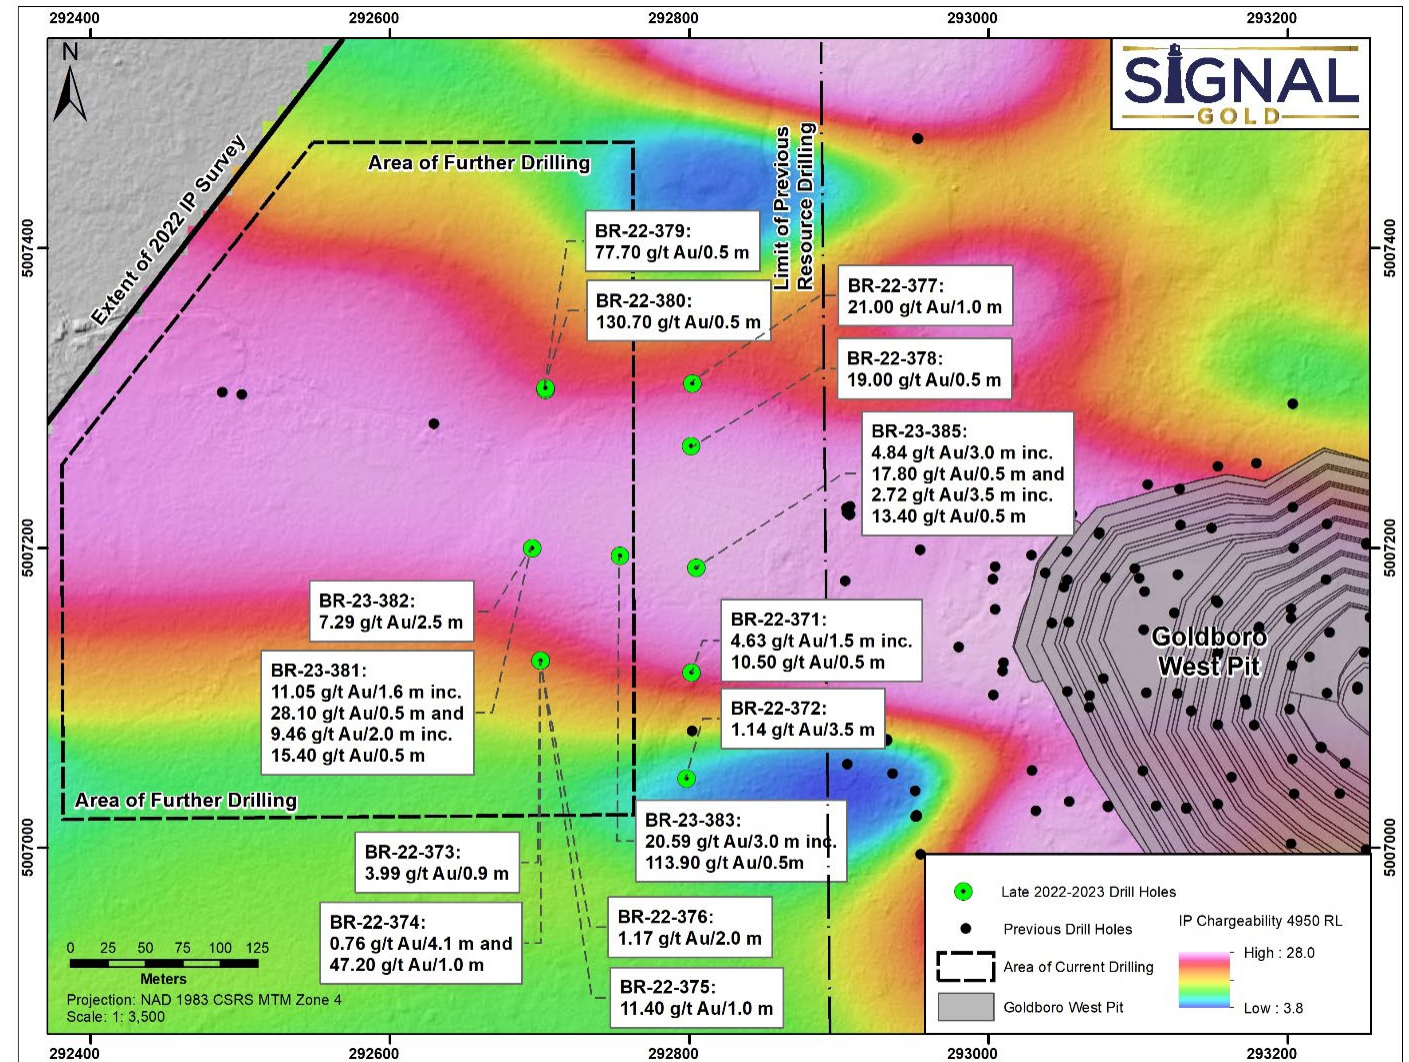 292400
292600
292800
293000
293200
N
SIGNAL
GOLD
Extent of 2022 IP Survey
Area of Further Drilling
Limit of Previous
Resource Drilling
5007400
5007400
BR-22-379:
77.70 g/t Au/0.5 m
BR-22-380:
130.70 g/t Au/0.5 m
BR-22-377:
21.00 g/t Au/1.0 m
BR-22-378:
19.00 g/t Au/0.5 m
BR-23-385:
4.84 g/t Au/3.0 m inc.
17.80 g/t Au/0.5 m and
2.72 g/t Au/3.5 m inc.
13.40 g/t Au/0.5 m
5007200
5007200
BR-23-382:
7.29 g/t Au/2.5 m
BR-22-371:
4.63 g/t Au/1.5 m inc.
10.50 g/t Au/0.5 m
Goldboro
West Pit
BR-23-381:
11.05 g/t Au/1.6 m inc.
28.10 g/t Au/0.5 m and
9.46 g/t Au/2.0 m inc.
15.40 g/t Au/0.5 m
BR-22-372:
1.14 g/t Au/3.5 m
Area of Further Drilling
BR-23-383:
20.59 g/t Au/3.0 m inc.
113.90 g/t Au/0.5m
5007000
5007000
BR-22-373:
3.99 g/t Au/0.9 m
BR-22-374:
0.76 g/t Au/4.1 m and
47.20 g/t Au/1.0 m
BR-22-376:
1.17 g/t Au/2.0 m
BR-22-375:
11.40 g/t Au/1.0 m
0 25 50 75 100 125
Meters
Projection: NAD 1983 CSRS MTM Zone 4
Scale: 1: 3,500
Late 2022-2023 Drill Holes
Previous Drill Holes
Area of Current Drilling
Goldboro West Pit
IP Chargeability 4950 RL
High : 28.0
Low : 3.8
292400
292600
292800
293000
293200